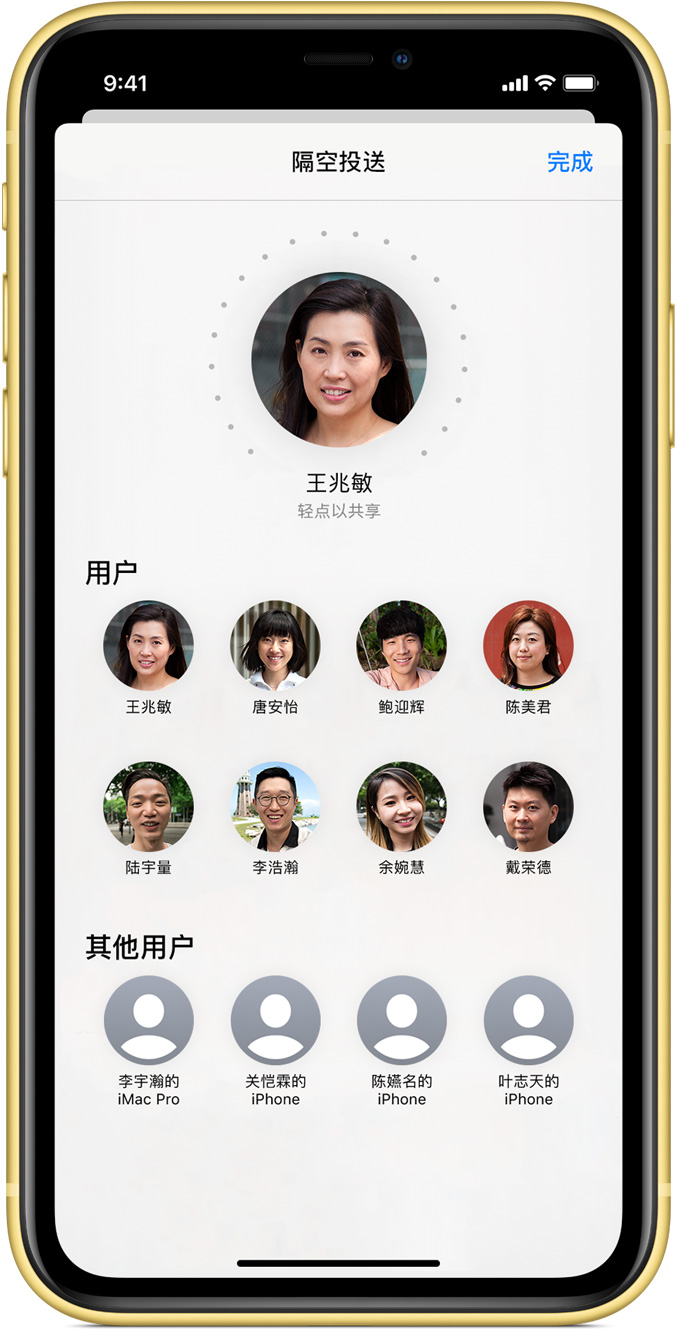 9:41
隔空投送
完成
王兆敏
轻点以共享
用户
王兆敏
唐安怡
鲍迎辉
陈美君
陆宇量
李浩瀚
余婉慧
戴荣德
其他用户
李宇瀚的
iMac Pro
关恺霖的
iPhone
陈嬿名的
iPhone
叶志天的
iPhone